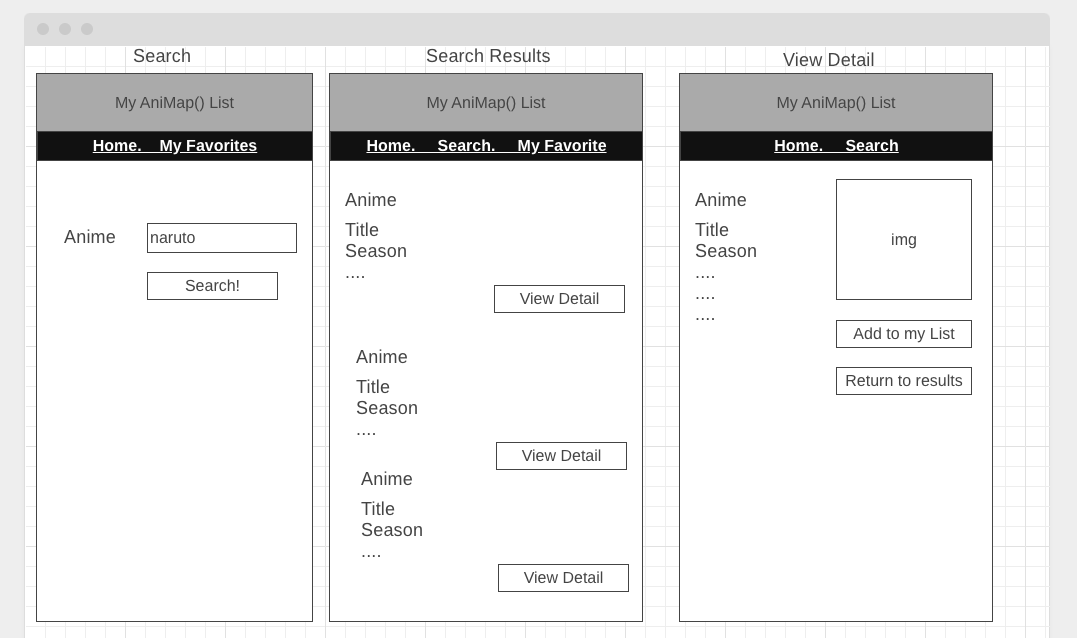 Search
My AniMap() List
Home. My Favorites
Anime
naruto
Search!
Search Results
My AniMap() List
Home. Search. My Favorite
Anime
Title
Season
....
View Detail
Anime
Title
Season
....
View Detail
Anime
Title
Season
....
View Detail
View Detail
My AniMap() List
Home. Search
Anime
Title
Season
....
....
....
img
Add to my List
Return to results